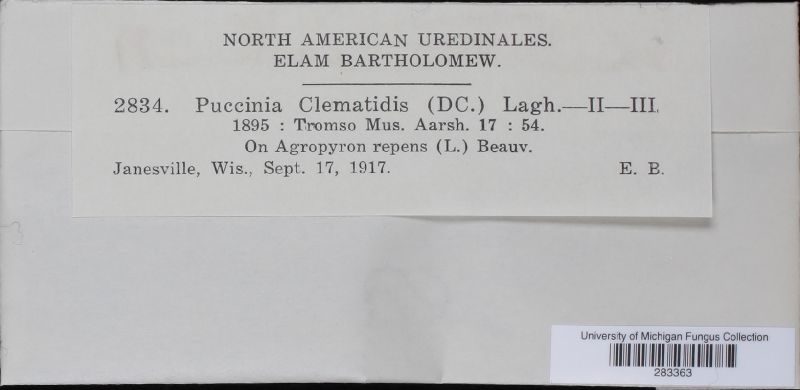 NORTH AMERICAN UREDINALES.
ELAM BARTHOLOMEW.
2834. Puccinia Clematidis (DC.) Lagh.—II—III.
1895 : Tromso Mus. Aarsh. 17 : 54.
On Agropyron repens (L.) Beauv.
Janesville, Wis., Sept. 17, 1917. E. B.
University of Michigan Fungus Collection
283363